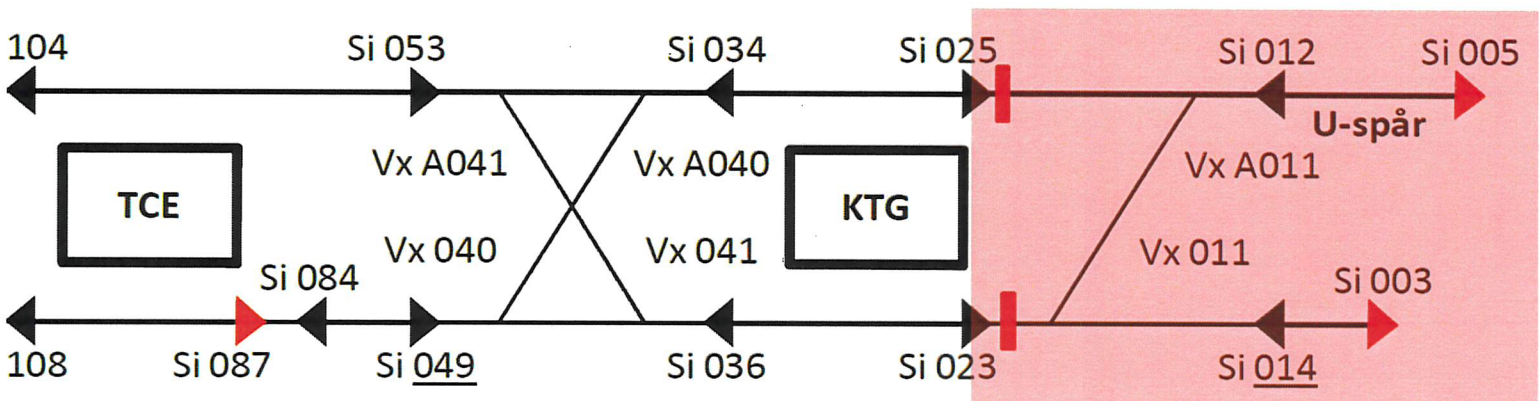 104 Si 053 Si 034 Si 025 Si 012 Si 005
U-spår
Vx A041 Vx A040 Vx A011
TCE KTG
Vx 040 Vx 041 Vx 011
Si 084 Si 003
108 Si 087 Si 049 Si 036 Si 023 Si 014